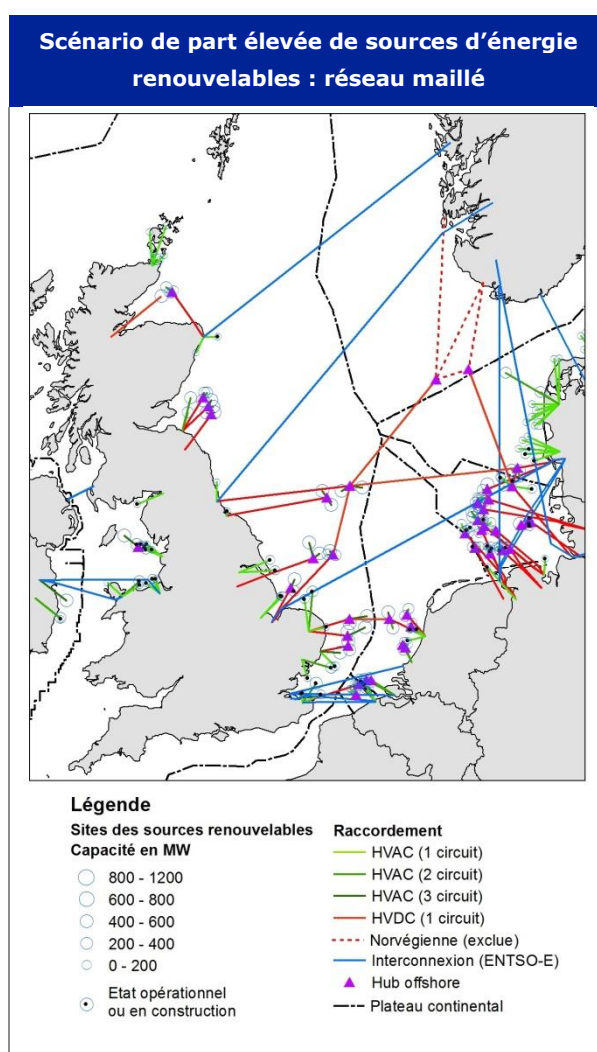 Scénario de part élevée de sources d’énergie
renouvelables : réseau maillé
Légende
Sites des sources renouvelables
Capacité en MW
800 - 1200
600 - 800
400 - 600
200 - 400
0 - 200
Etat opérationnel
ou en construction
Raccordement
HVAC (1 circuit)
HVAC (2 circuit)
HVAC (3 circuit)
HVDC (1 circuit)
Norvégienne (exclue)
Interconnexion (ENTSO-E)
Hub offshore
Plateau continental